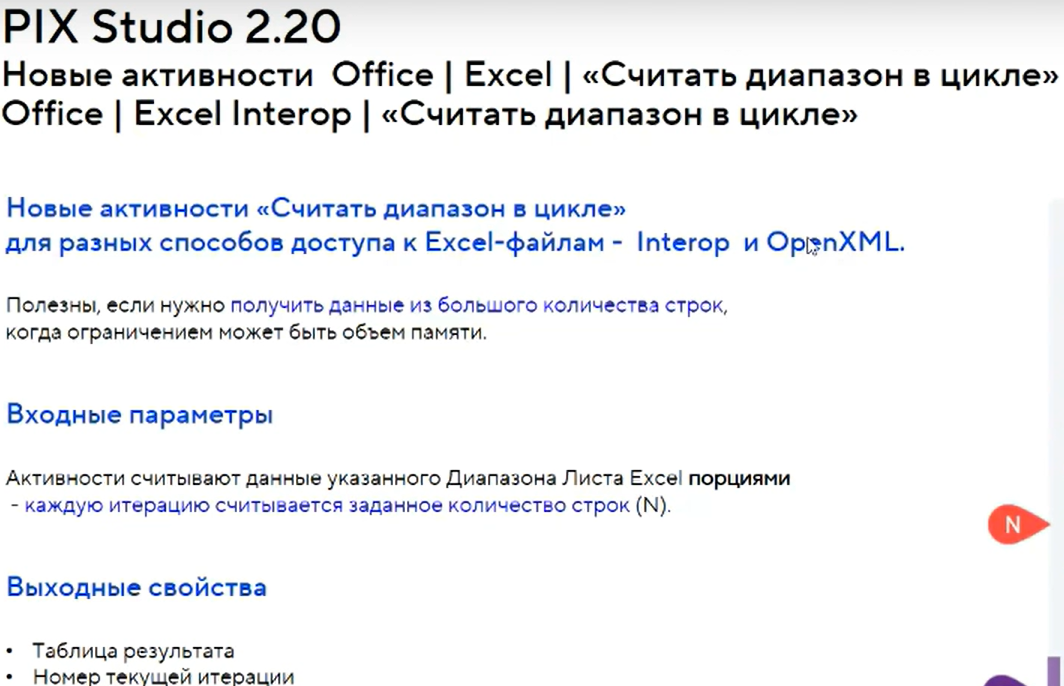 PIX Studio 2.20
Новые активности Office | Excel | «Считать диапазон в цикле»
Office | Excel Interop | «Считать диапазон в цикле»
Новые активности «Считать диапазон в цикле»
для разных способов доступа к Excel-файлам - Interop и OpenXML.
Полезны, если нужно получить данные из большого количества строк,
когда ограничением может быть объем памяти.
Входные параметры
Активности считывают данные указанного Диапазона Листа Excel порциями
- каждую итерацию считывается заданное количество строк (N).
N
Выходные свойства
• Таблица результата
• Номер текущей итерации